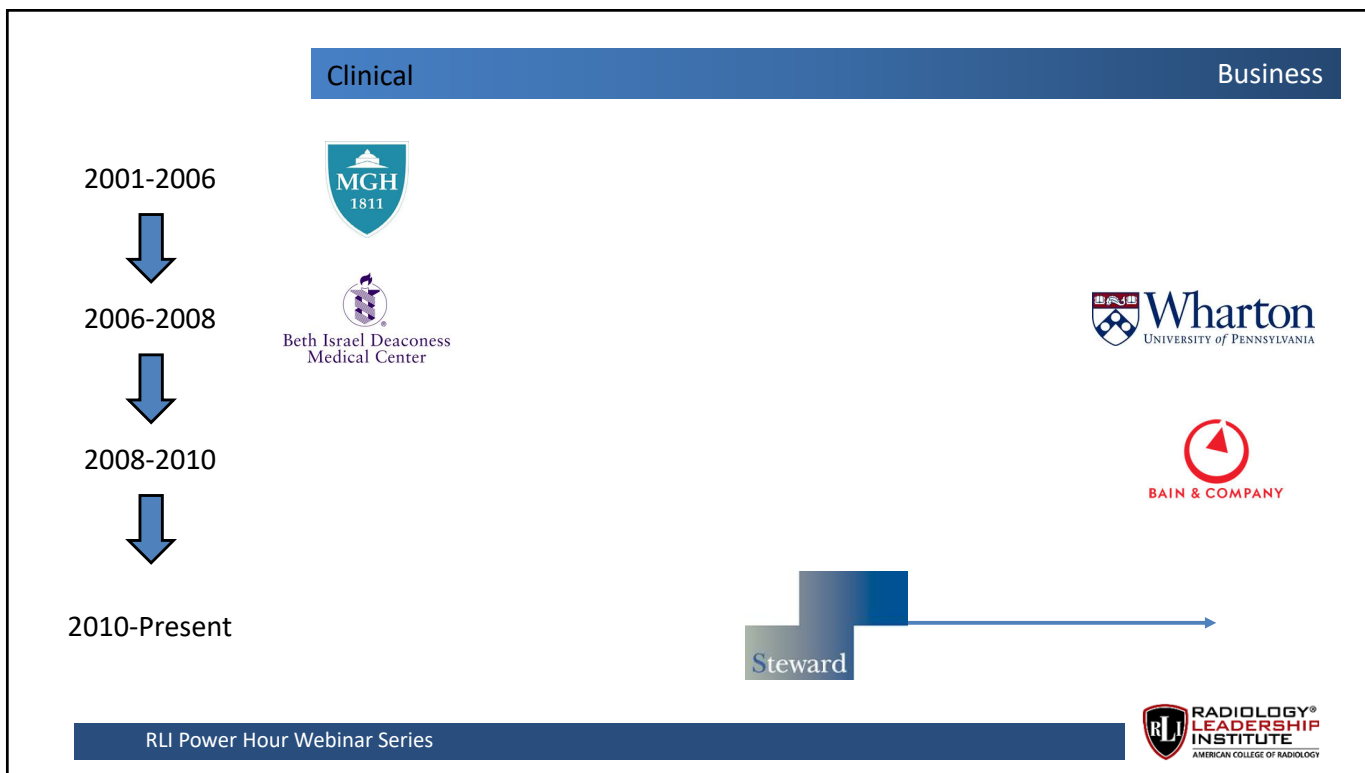 Clinical
Business
2001-2006
MGH
1811
2006-2008
Beth Israel Deaconess
Medical Center
®
Wharton
UNIVERSITY of PENNSYLVANIA
2008-2010
BAIN & COMPANY
2010-Present
Steward
RLI Power Hour Webinar Series
RLI
RADIOLOGY®
LEADERSHIP
INSTITUTE
AMERICAN COLLEGE OF RADIOLOGY